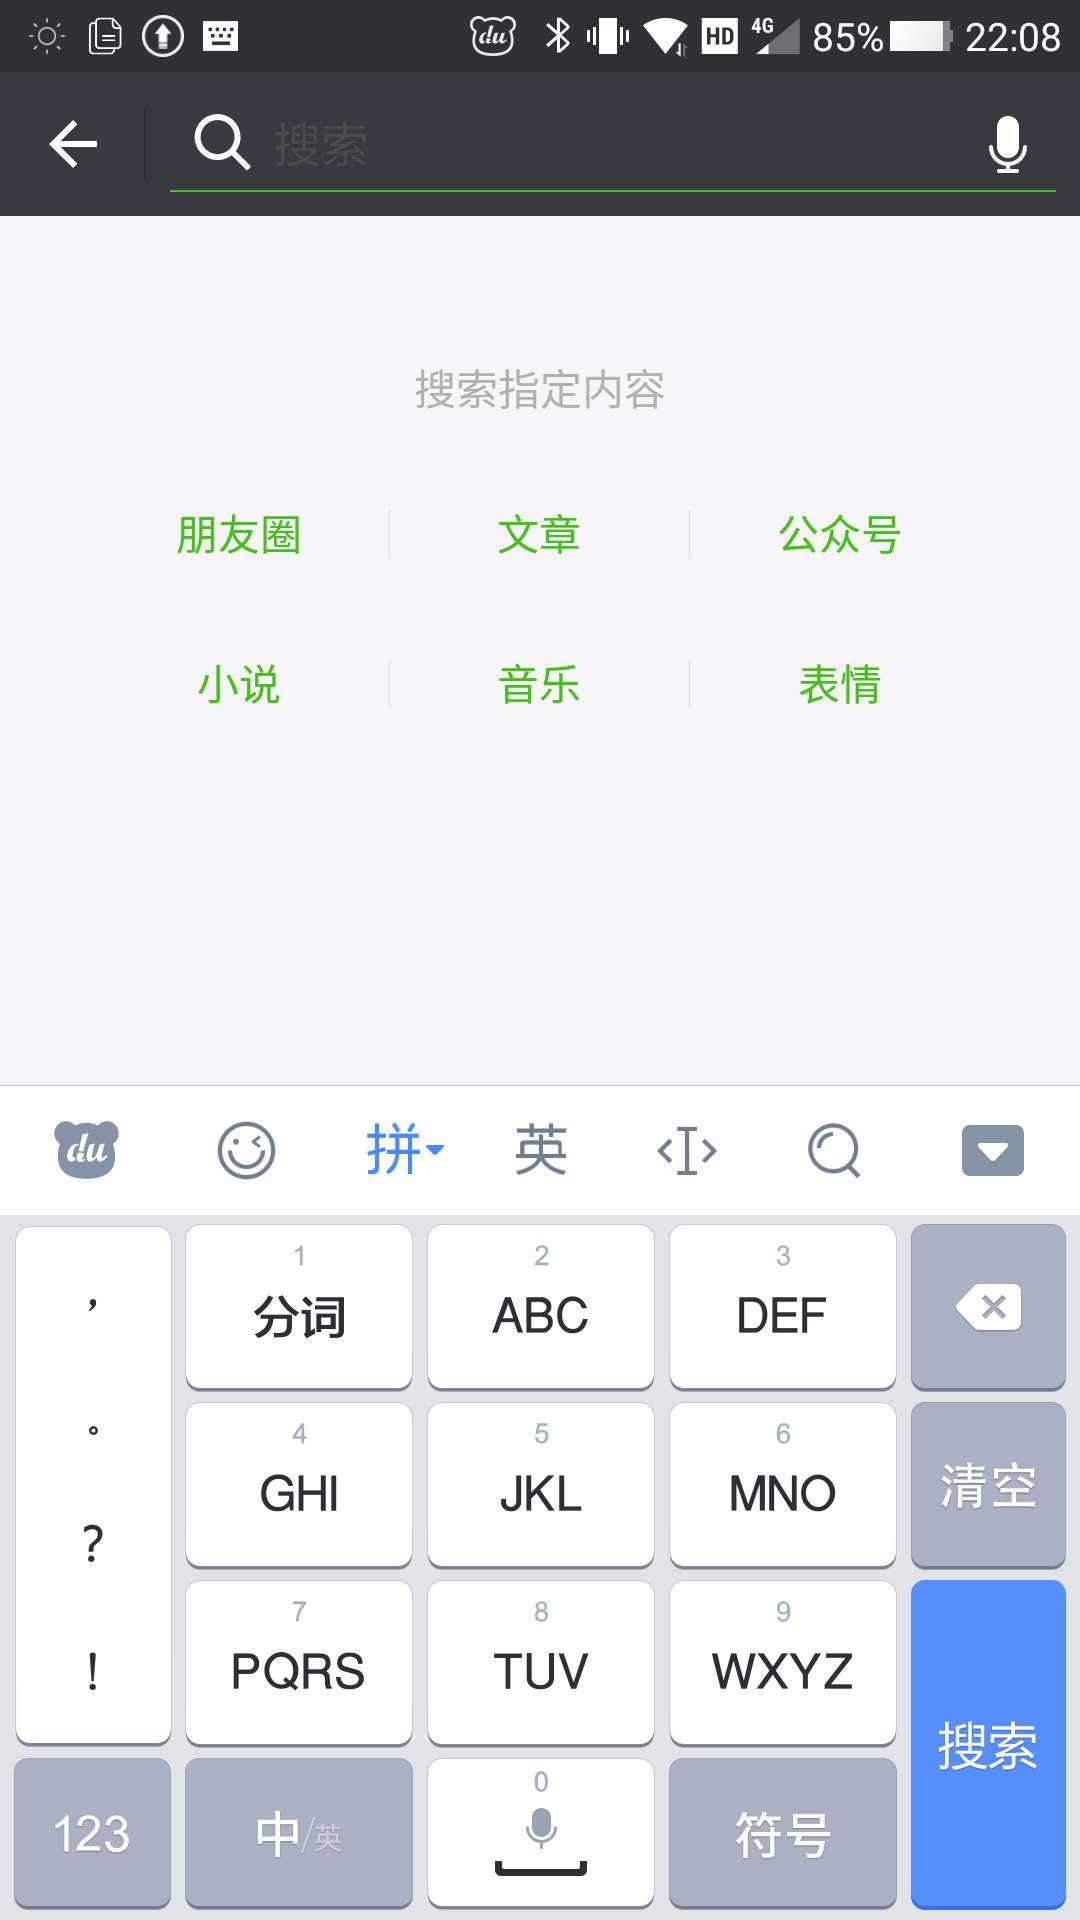 du HD 4G 85% 22:08
搜索
搜索指定内容
朋友圈 文章 公众号
小说 音乐 表情
du 拼 英
， 1 分词 2 ABC 3 DEF
。 4 GHI 5 JKL 6 MNO 清空
? 7 PQRS 8 TUV 9 WXYZ
! 搜索
123 中/英 0 符号